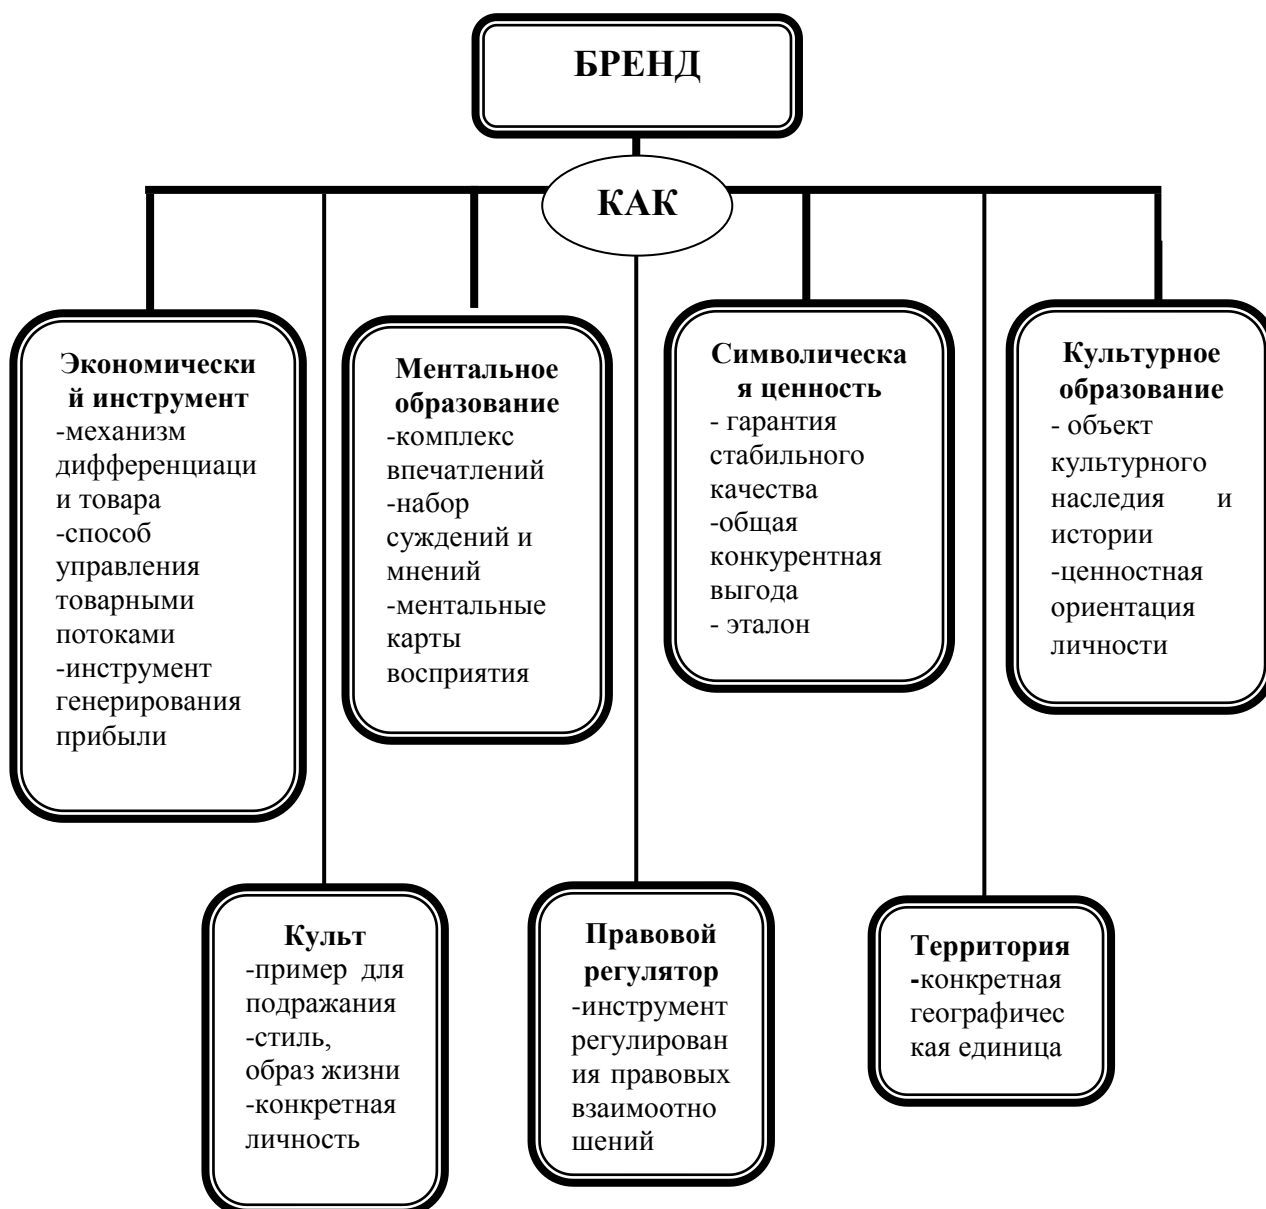 БРЕНД
КАК
Экономически
й инструмент
-механизм
дифференциаци
и товара
-способ
управления
товарными
потоками
-инструмент
генерирования
прибыли
Ментальное
образование
-комплекс
впечатлений
-набор
суждений и
мнений
-ментальные
карты
восприятия
Символическа
я ценность
- гарантия
стабильного
качества
-общая
конкурентная
выгода
- эталон
Культурное
образование
- объект
культурного
наследия и
истории
-ценностная
ориентация
личности
Культ
-пример для
подражания
-стиль,
образ жизни
-конкретная
личность
Правовой
регулятор
-инструмент
регулирован
ия правовых
взаимоотно
шений
Территория
-конкретная
географичес
кая единица